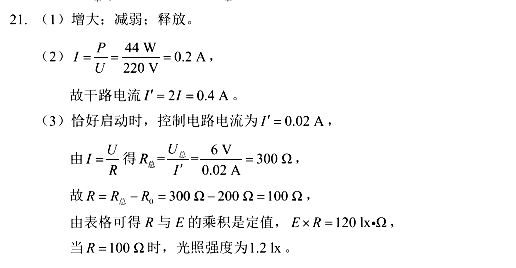 21. （1）增大；减弱；释放。
（2）I = P/U = 44 W/220 V = 0.2 A，
故干路电流 I′ = 2I = 0.4 A 。
（3）恰好启动时，控制电路电流为 I′ = 0.02 A，
由 I = U/R 得 R总 = U总/I′ = 6 V/0.02 A = 300 Ω，
故 R = R总 − R0 = 300 Ω − 200 Ω = 100 Ω，
由表格可得 R 与 E 的乘积是定值， E × R = 120 lx•Ω，
当 R = 100 Ω 时，光照强度为1.2 lx 。